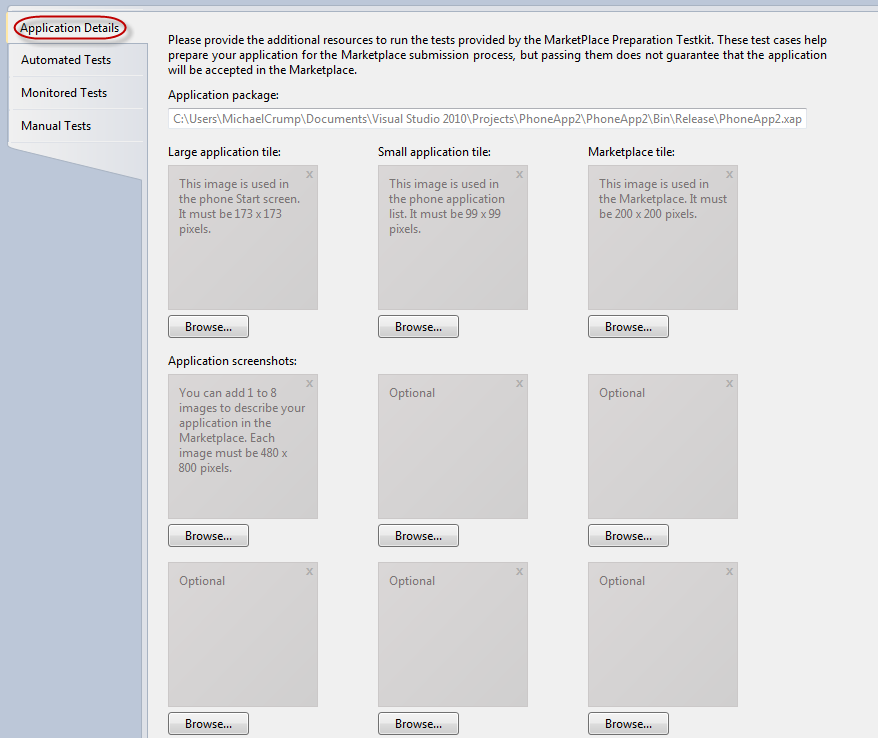 Application Details
Automated Tests
Monitored Tests
Manual Tests
Please provide the additional resources to run the tests provided by the MarketPlace Preparation Testkit. These test cases help
prepare your application for the Marketplace submission process, but passing them does not guarantee that the application
will be accepted in the Marketplace.
Application package:
C:\Users\MichaelCrump\Documents\Visual Studio 2010\Projects\PhoneApp2\PhoneApp2\Bin\Release\PhoneApp2.xap
Large application tile:
x
This image is used in
the phone Start screen.
It must be 173 x 173
pixels.
Browse...
Small application tile:
x
This image is used in
the phone application
list. It must be 99 x 99
pixels.
Browse...
Marketplace tile:
x
This image is used in
the Marketplace. It must
be 200 x 200 pixels.
Browse...
Application screenshots:
x
You can add 1 to 8
images to describe your
application in the
Marketplace. Each
image must be 480 x
800 pixels.
Browse...
x
Optional
Browse...
x
Optional
Browse...
x
Optional
Browse...
x
Optional
Browse...
x
Optional
Browse...